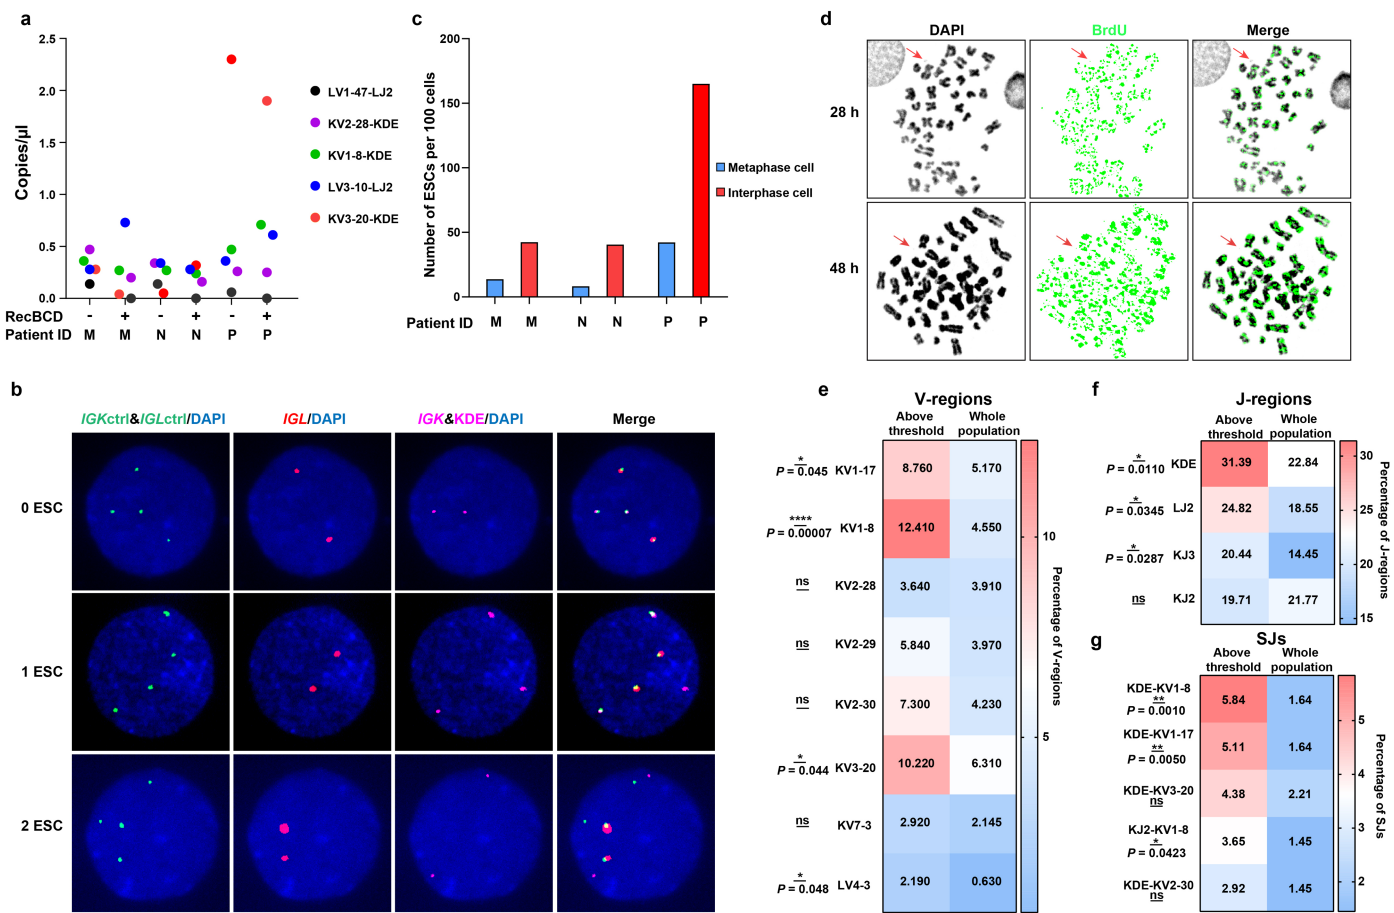 a
2.5
2.0
1.5
1.0
0.5
0.0
Copies/µl
LV1-47-LJ2
KV2-28-KDE
KV1-8-KDE
LV3-10-LJ2
KV3-20-KDE
RecBCD - + - + - +
Patient ID M M N N P P
c
200
150
100
50
0
Number of ESCs per 100 cells
Metaphase cell
Interphase cell
Patient ID M M N N P P
d
DAPI BrdU Merge
28 h
48 h
b
IGKctrl&IGLctrl/DAPI IGL/DAPI IGK&KDE/DAPI Merge
0 ESC
1 ESC
2 ESC
e
V-regions
Above threshold Whole population
* P = 0.045 KV1-17 8.760 5.170
**** P = 0.00007 KV1-8 12.410 4.550
ns KV2-28 3.640 3.910
ns KV2-29 5.840 3.970
ns KV2-30 7.300 4.230
* P = 0.044 KV3-20 10.220 6.310
ns KV7-3 2.920 2.145
* P = 0.048 LV4-3 2.190 0.630
10
5
Percentage of V-regions
f
J-regions
Above threshold Whole population
* P = 0.0110 KDE 31.39 22.84
* P = 0.0345 LJ2 24.82 18.55
* P = 0.0287 KJ3 20.44 14.45
ns KJ2 19.71 21.77
30
25
20
15
Percentage of J-regions
g
SJs
Above threshold Whole population
KDE-KV1-8 ** P = 0.0010 5.84 1.64
KDE-KV1-17 ** P = 0.0050 5.11 1.64
KDE-KV3-20 ns 4.38 2.21
KJ2-KV1-8 * P = 0.0423 3.65 1.45
KDE-KV2-30 ns 2.92 1.45
5
4
3
2
Percentage of SJs